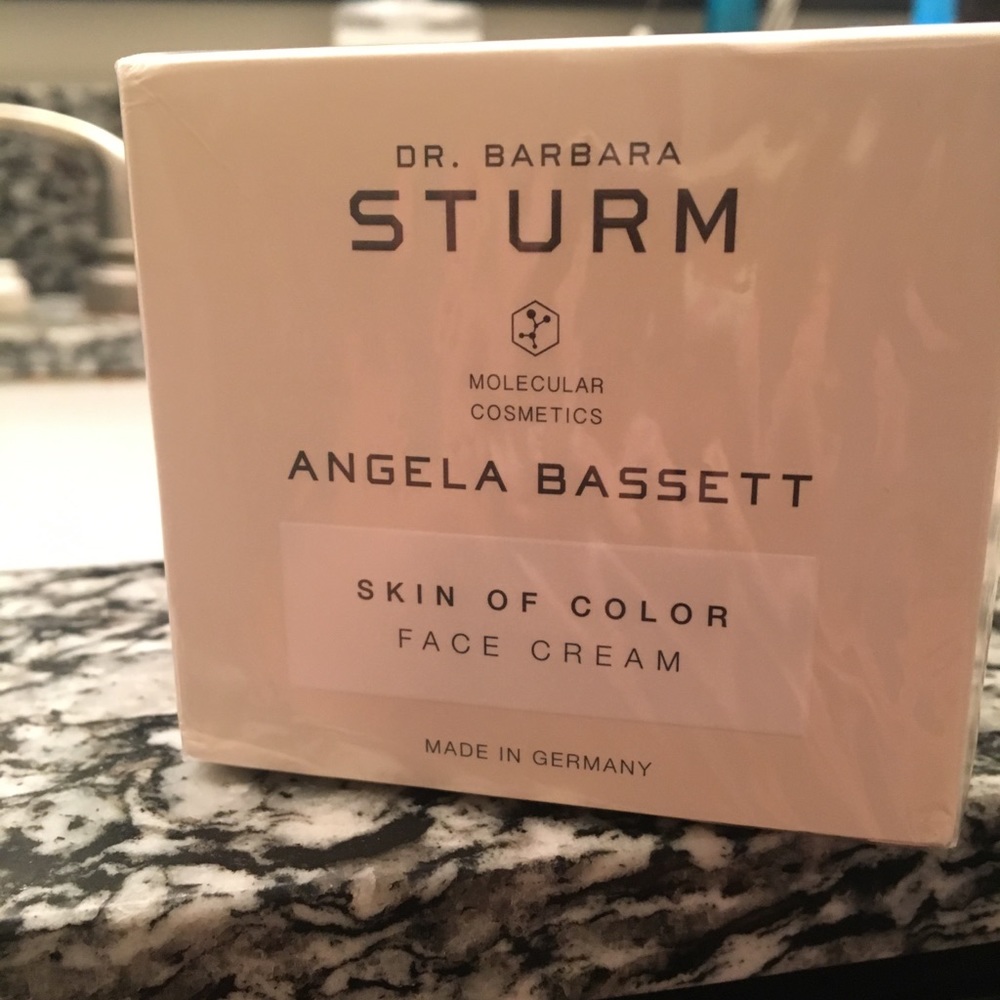 DR. BARBARA
STURM
MOLECULAR
COSMETICS
ANGELA BASSETT
SKIN OF COLOR
FACE CREAM
MADE IN GERMANY